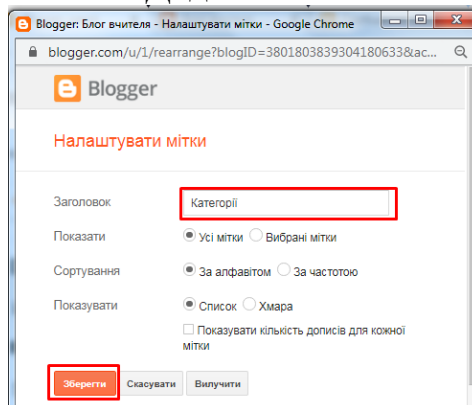 Blogger: Блог вчителя - Налаштувати мітки - Google Chrome
blogger.com/u/1/rearrange?blogID=3801803839304180633&ac...
Blogger
Налаштувати мітки
Заголовок Категорії
Показати Усі мітки Вибрані мітки
Сортування За алфавітом За частотою
Показувати Список Хмара
Показувати кількість дописів для кожної
мітки
Зберегти Скасувати Вилучити